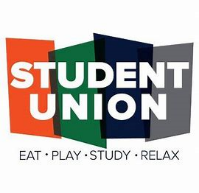 STUDENT
UNION
EAT · PLAY · STUDY · RELAX